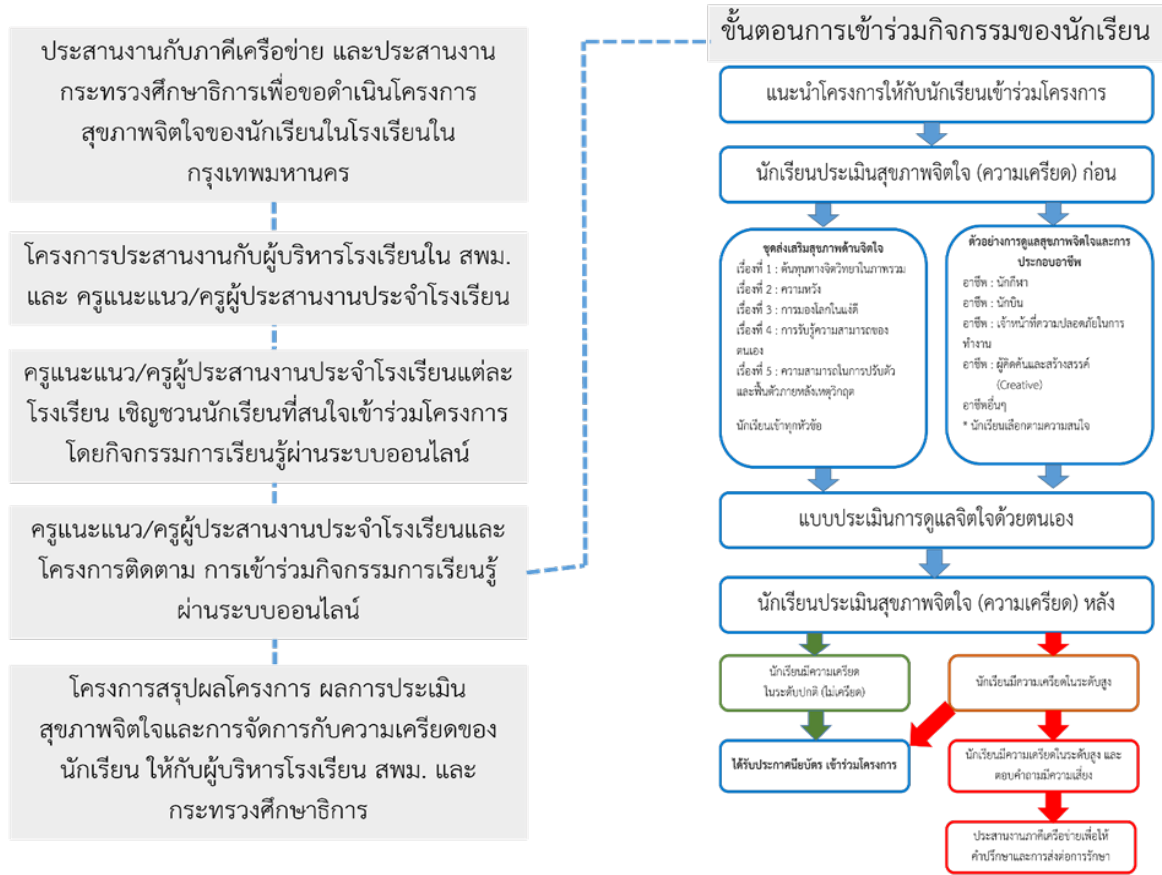 ประสานงานกับภาคีเครือข่าย และประสานงาน
กระทรวงศึกษาธิการเพื่อขอดำเนินโครงการ
สุขภาพจิตใจของนักเรียนในโรงเรียนใน
กรุงเทพมหานคร
โครงการประสานงานกับผู้บริหารโรงเรียนใน สพม.
และ ครูแนะแนว/ครูผู้ประสานงานประจำโรงเรียน
ครูแนะแนว/ครูผู้ประสานงานประจำโรงเรียนแต่ละ
โรงเรียน เชิญชวนนักเรียนที่สนใจเข้าร่วมโครงการ
โดยกิจกรรมการเรียนรู้ผ่านระบบออนไลน์
ครูแนะแนว/ครูผู้ประสานงานประจำโรงเรียนและ
โครงการติดตาม การเข้าร่วมกิจกรรมการเรียนรู้
ผ่านระบบออนไลน์
โครงการสรุปผลโครงการ ผลการประเมิน
สุขภาพจิตใจและการจัดการกับความเครียดของ
นักเรียน ให้กับผู้บริหารโรงเรียน สพม. และ
กระทรวงศึกษาธิการ
ขั้นตอนการเข้าร่วมกิจกรรมของนักเรียน
แนะนำโครงการให้กับนักเรียนเข้าร่วมโครงการ
นักเรียนประเมินสุขภาพจิตใจ (ความเครียด) ก่อน
ชุดส่งเสริมสุขภาพด้านจิตใจ
เรื่องที่ 1 : ต้นทุนทางจิตวิทยาในภาพรวม
เรื่องที่ 2 : ความหวัง
เรื่องที่ 3 : การมองโลกในแง่ดี
เรื่องที่ 4 : การรับรู้ความสามารถของ
ตนเอง
เรื่องที่ 5 : ความสามารถในการปรับตัว
และฟื้นตัวภายหลังเหตุวิกฤต
นักเรียนเข้าทุกหัวข้อ
ตัวอย่างการดูแลสุขภาพจิตใจและการ
ประกอบอาชีพ
อาชีพ : นักกีฬา
อาชีพ : นักบิน
อาชีพ : เจ้าหน้าที่ความปลอดภัยในการ
ทำงาน
อาชีพ : ผู้คิดค้นและสร้างสรรค์
(Creative)
อาชีพอื่นๆ
* นักเรียนเลือกตามความสนใจ
แบบประเมินการดูแลจิตใจด้วยตนเอง
นักเรียนประเมินสุขภาพจิตใจ (ความเครียด) หลัง
นักเรียนมีความเครียด
ในระดับปกติ (ไม่เครียด)
นักเรียนมีความเครียดในระดับสูง
ได้รับประกาศนียบัตร เข้าร่วมโครงการ
นักเรียนมีความเครียดในระดับสูง และ
ตอบคำถามมีความเสี่ยง
ประสานงานภาคีเครือข่ายเพื่อให้
คำปรึกษาและการส่งต่อการรักษา